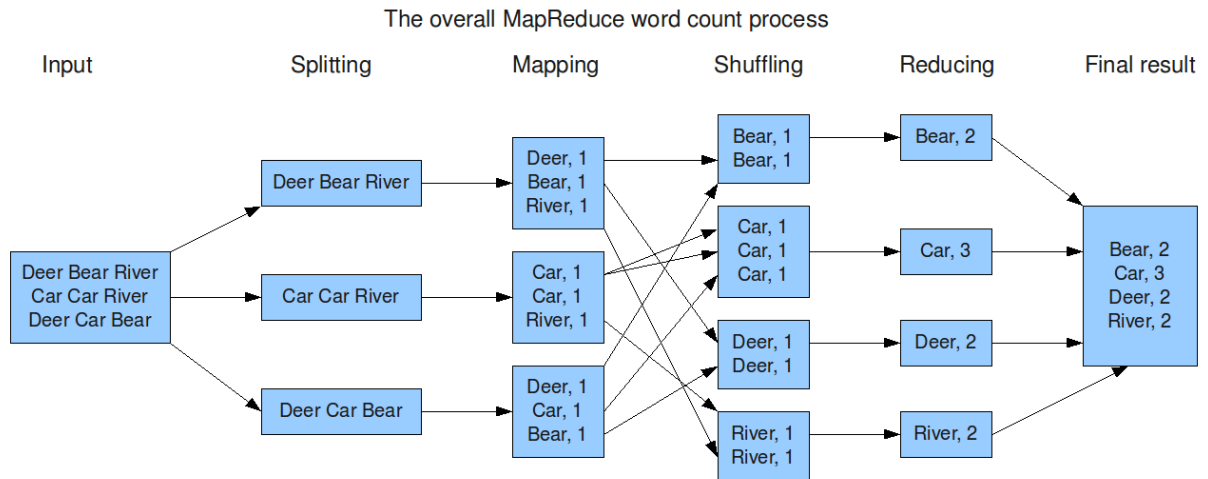 The overall MapReduce word count process
Input
Splitting
Mapping
Shuffling
Reducing
Final result
Deer Bear River
Car Car River
Deer Car Bear
Deer Bear River
Car Car River
Deer Car Bear
Deer, 1
Bear, 1
River, 1
Car, 1
Car, 1
River, 1
Deer, 1
Car, 1
Bear, 1
Bear, 1
Bear, 1
Car, 1
Car, 1
Car, 1
Deer, 1
Deer, 1
River, 1
River, 1
Bear, 2
Car, 3
Deer, 2
River, 2
Bear, 2
Car, 3
Deer, 2
River, 2